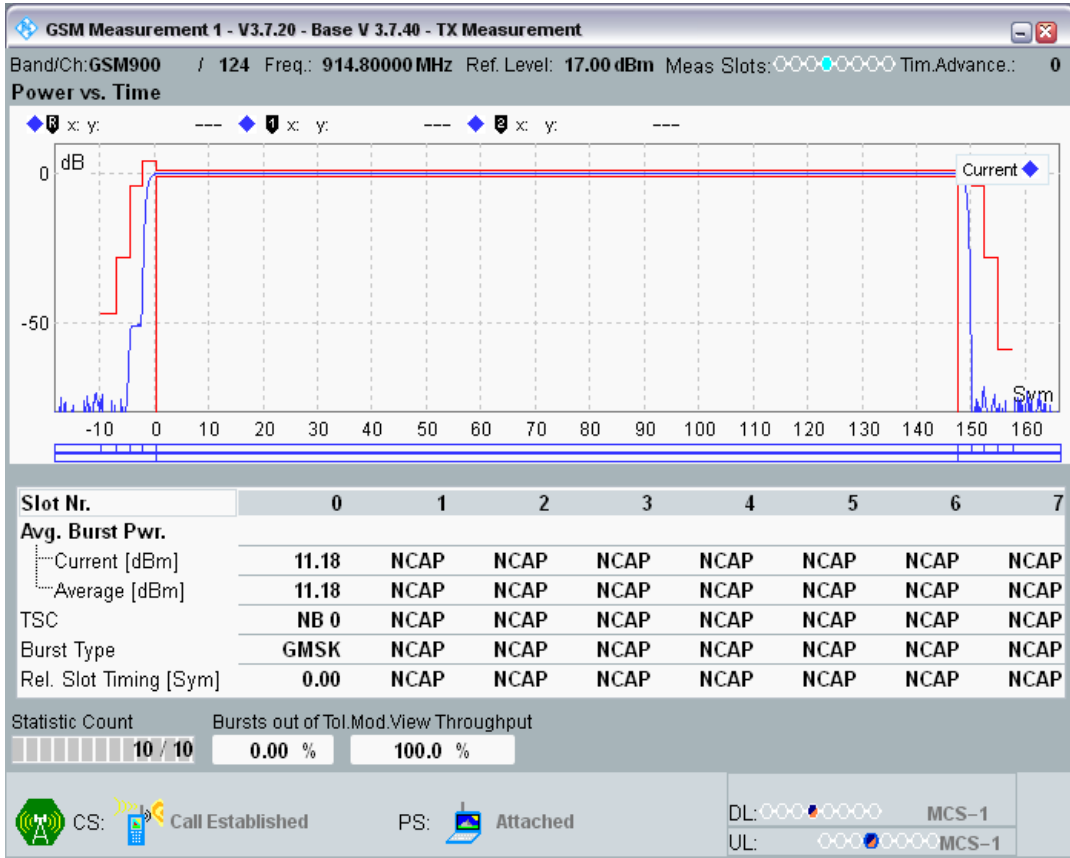 GSM Measurement 1 - V3.7.20 - Base V 3.7.40 - TX Measurement
Band/Ch:GSM900 / 124 Freq.: 914.80000 MHz Ref. Level: 17.00 dBm Meas Slots: Tim.Advance.: 0
Power vs. Time
R x: y: --- 1 x: y: --- 2 x: y: ---
dB
0
Current
-50
Sym
-10 0 10 20 30 40 50 60 70 80 90 100 110 120 130 140 150 160
Slot Nr. 0 1 2 3 4 5 6 7
Avg. Burst Pwr.
Current [dBm] 11.18 NCAP NCAP NCAP NCAP NCAP NCAP NCAP
Average [dBm] 11.18 NCAP NCAP NCAP NCAP NCAP NCAP NCAP
TSC NB 0 NCAP NCAP NCAP NCAP NCAP NCAP NCAP
Burst Type GMSK NCAP NCAP NCAP NCAP NCAP NCAP NCAP
Rel. Slot Timing [Sym] 0.00 NCAP NCAP NCAP NCAP NCAP NCAP NCAP
Statistic Count Bursts out of Tol. Mod.View Throughput
10 / 10 0.00 % 100.0 %
CS: Call Established PS: Attached DL: MCS-1
UL: MCS-1